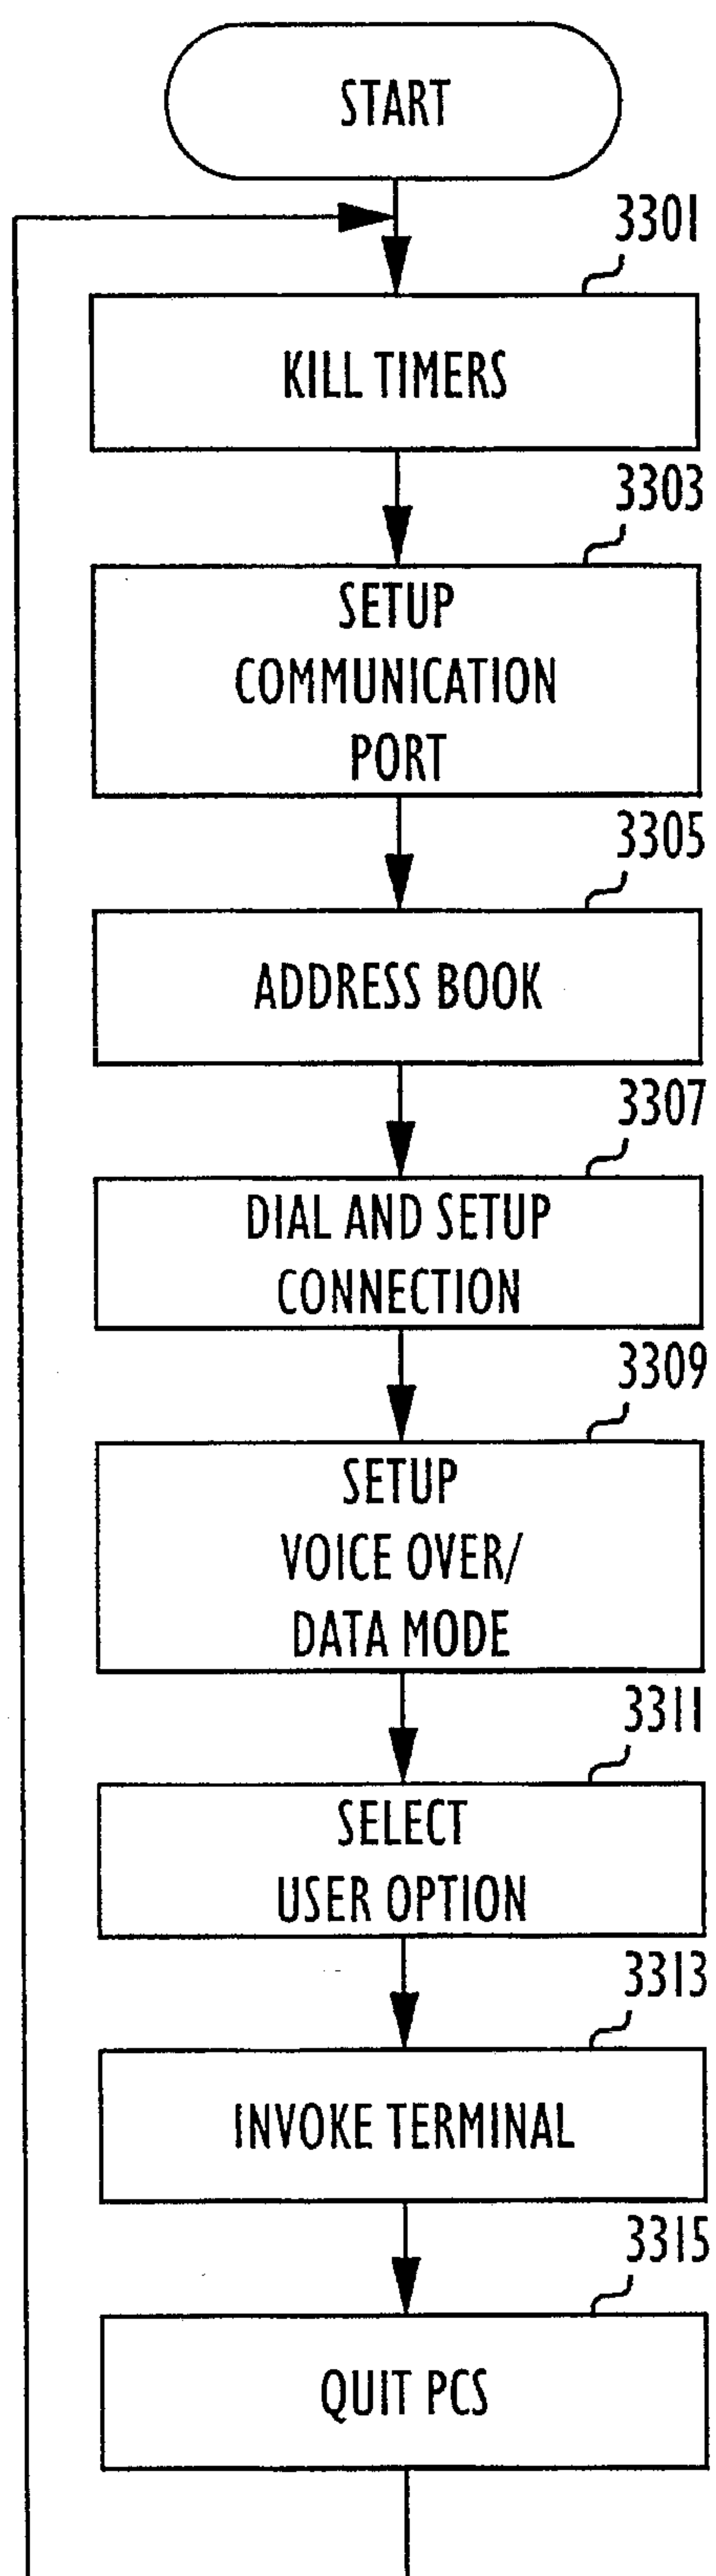 START
3301
KILL TIMERS
3303
SETUP
COMMUNICATION
PORT
3305
ADDRESS BOOK
3307
DIAL AND SETUP
CONNECTION
3309
SETUP
VOICE OVER/
DATA MODE
3311
SELECT
USER OPTION
3313
INVOKE TERMINAL
3315
QUIT PCS